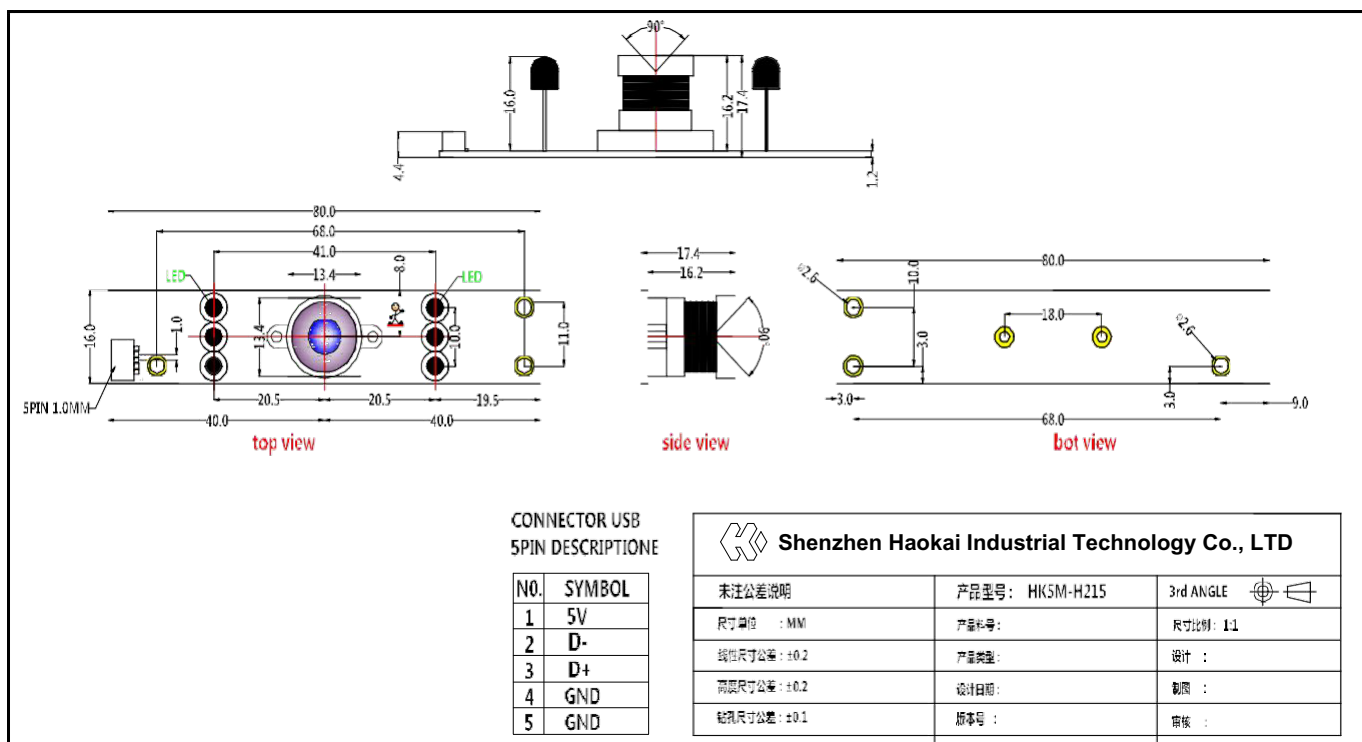 90°
16.0
16.2
17.4
4.4
1.2
80.0
68.0
41.0
13.4
8.0
LED
LED
16.0
1.0
13.4
10.0
11.0
5PIN 1.0MM
20.5
20.5
19.5
40.0
40.0
top view
17.4
16.2
side view
80.0
ø2.6
10.0
18.0
3.0
ø2.6
3.0
3.0
9.0
68.0
bot view
CONNECTOR USB
5PIN DESCRIPTIONE
N0. SYMBOL
1 5V
2 D-
3 D+
4 GND
5 GND
Shenzhen Haokai Industrial Technology Co., LTD
未注公差说明 产品型号: HK5M-H215 3rd ANGLE
尺寸单位 : MM 产品料号: 尺寸比例: 1:1
线性尺寸公差: ±0.2 产品类型: 设计 :
高度尺寸公差: ±0.2 设计日期: 制图 :
钻孔尺寸公差: ±0.1 版本号 : 审核 :